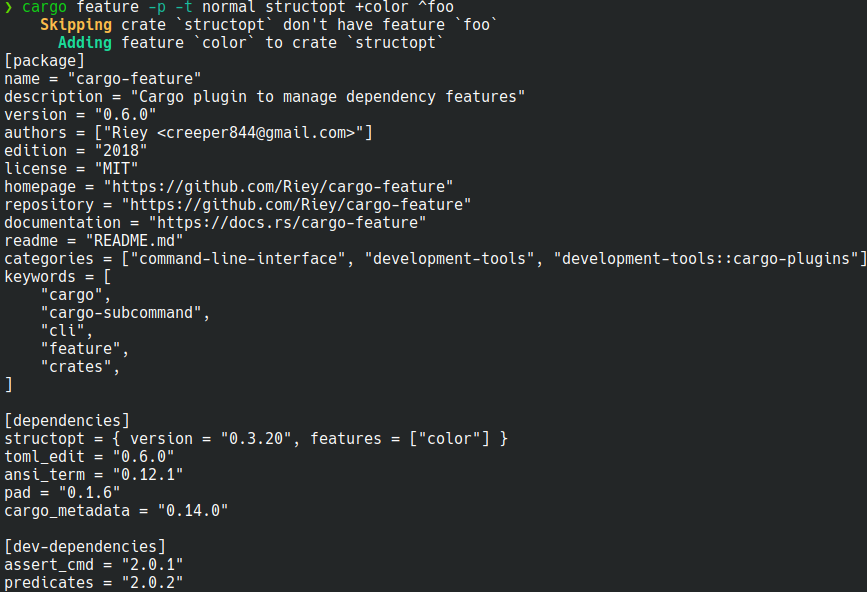 ❯ cargo feature -p -t normal structopt +color ^foo
    Skipping crate `structopt` don't have feature `foo`
      Adding feature `color` to crate `structopt`
[package]
name = "cargo-feature"
description = "Cargo plugin to manage dependency features"
version = "0.6.0"
authors = ["Riey <creeper844@gmail.com>"]
edition = "2018"
license = "MIT"
homepage = "https://github.com/Riey/cargo-feature"
repository = "https://github.com/Riey/cargo-feature"
documentation = "https://docs.rs/cargo-feature"
readme = "README.md"
categories = ["command-line-interface", "development-tools", "development-tools::cargo-plugins"]
keywords = [
    "cargo",
    "cargo-subcommand",
    "cli",
    "feature",
    "crates",
]

[dependencies]
structopt = { version = "0.3.20", features = ["color"] }
toml_edit = "0.6.0"
ansi_term = "0.12.1"
pad = "0.1.6"
cargo_metadata = "0.14.0"

[dev-dependencies]
assert_cmd = "2.0.1"
predicates = "2.0.2"